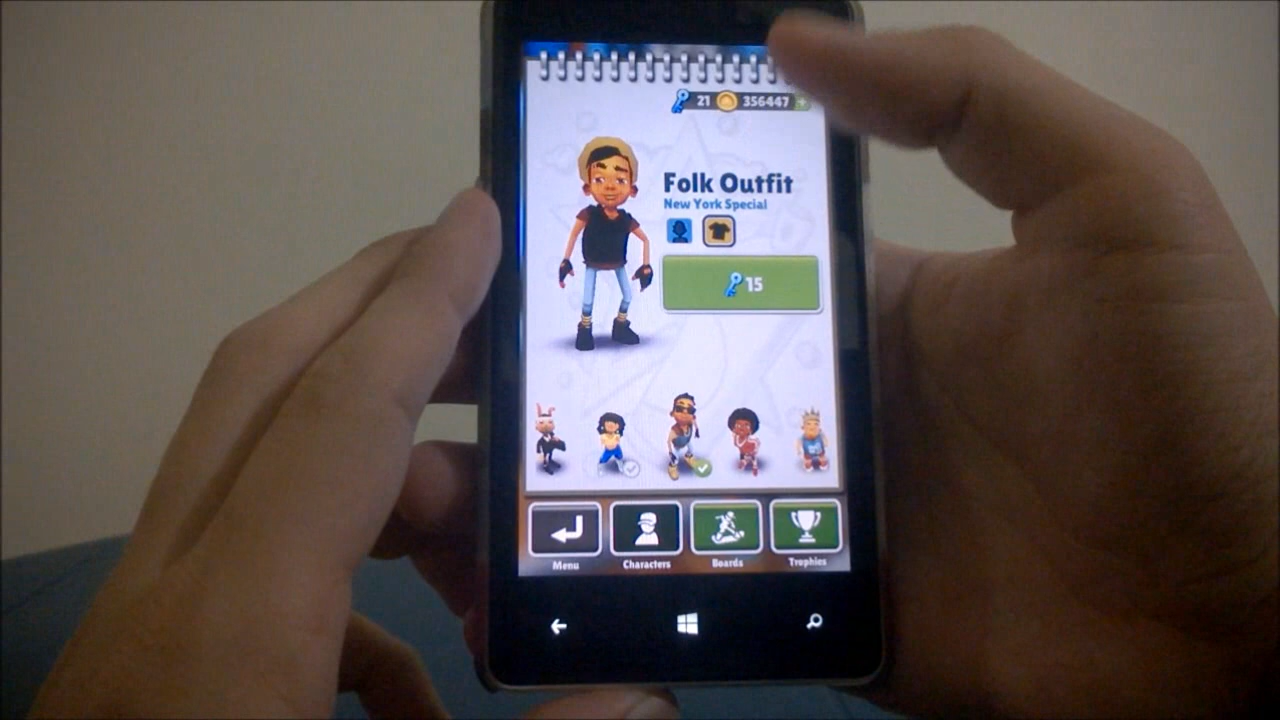 21 356447
Folk Outfit
New York Special
15
Menu Characters Boards Trophies